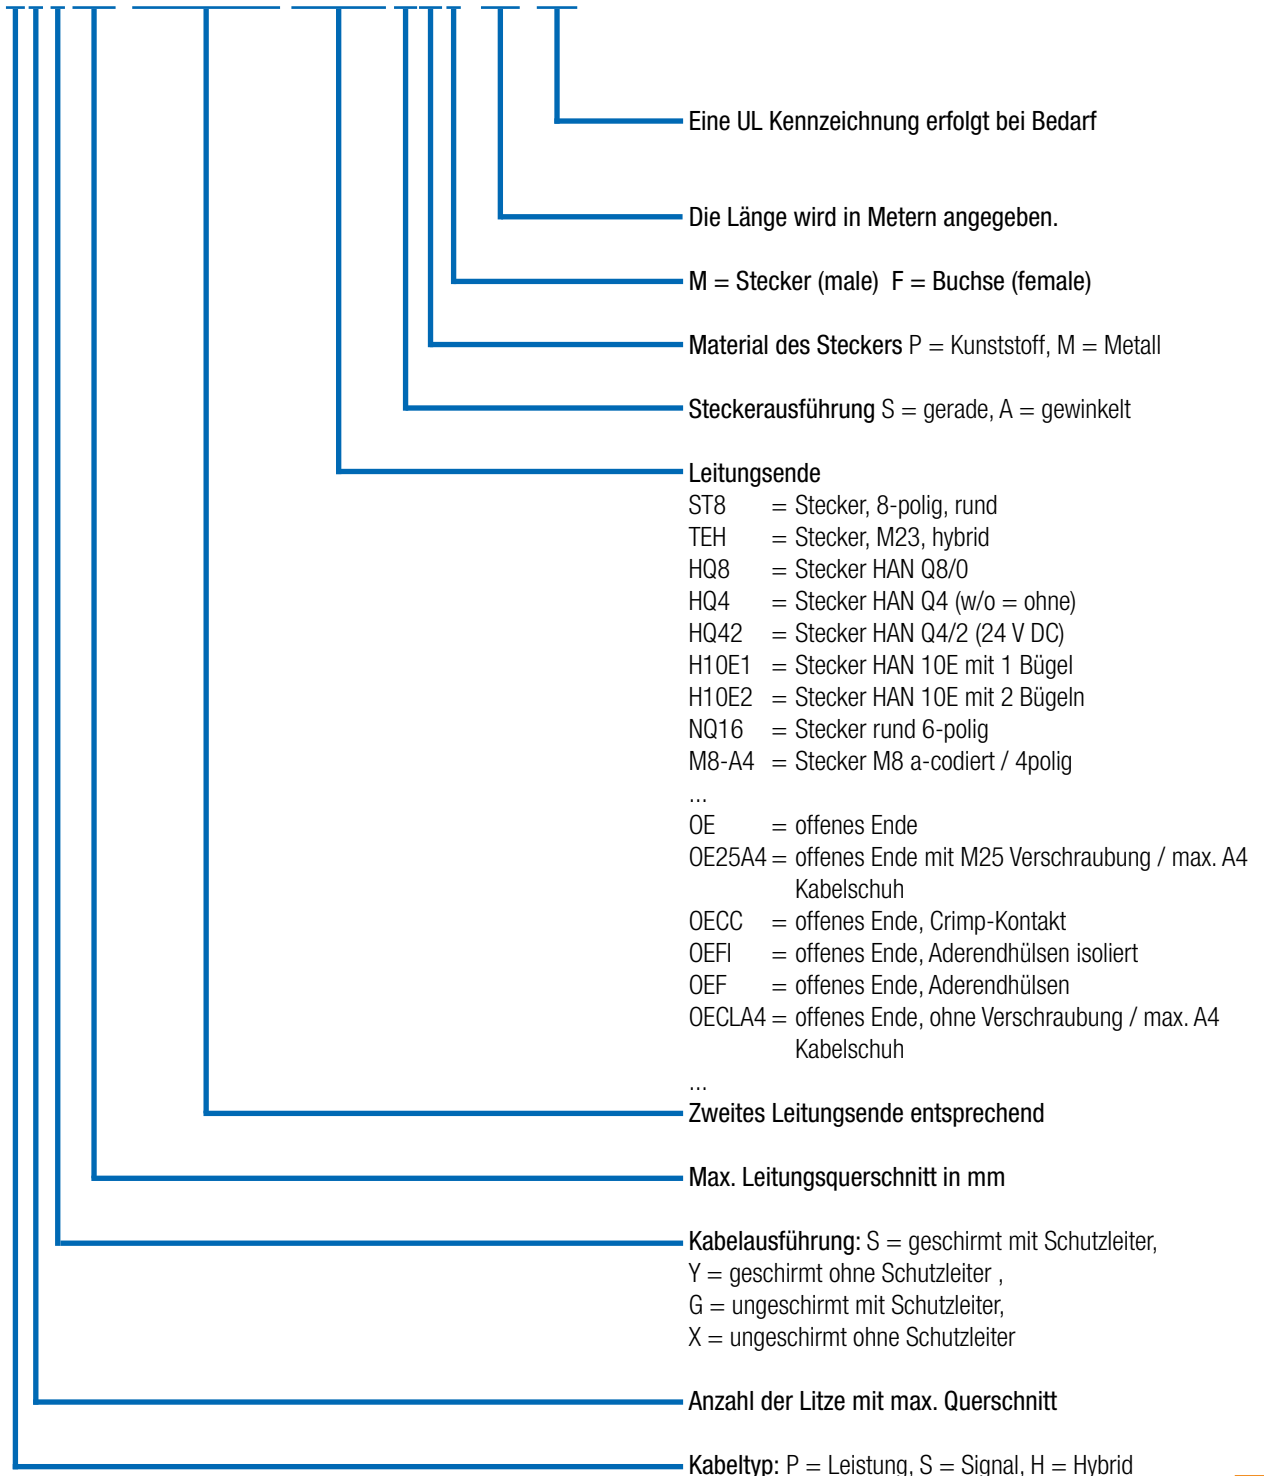 Eine UL Kennzeichnung erfolgt bei Bedarf
Die Länge wird in Metern angegeben.
M = Stecker (male) F = Buchse (female)
Material des Steckers P = Kunststoff, M = Metall
Steckerausführung S = gerade, A = gewinkelt
Leitungsende
ST8 = Stecker, 8-polig, rund
TEH = Stecker, M23, hybrid
HQ8 = Stecker HAN Q8/0
HQ4 = Stecker HAN Q4 (w/o = ohne)
HQ42 = Stecker HAN Q4/2 (24 V DC)
H10E1 = Stecker HAN 10E mit 1 Bügel
H10E2 = Stecker HAN 10E mit 2 Bügeln
NQ16 = Stecker rund 6-polig
M8-A4 = Stecker M8 a-codiert / 4polig
...
OE = offenes Ende
OE25A4 = offenes Ende mit M25 Verschraubung / max. A4
Kabelschuh
OECC = offenes Ende, Crimp-Kontakt
OEFI = offenes Ende, Aderendhülsen isoliert
OEF = offenes Ende, Aderendhülsen
OECLA4 = offenes Ende, ohne Verschraubung / max. A4
Kabelschuh
...
Zweites Leitungsende entsprechend
Max. Leitungsquerschnitt in mm
Kabelausführung: S = geschirmt mit Schutzleiter,
Y = geschirmt ohne Schutzleiter ,
G = ungeschirmt mit Schutzleiter,
X = ungeschirmt ohne Schutzleiter
Anzahl der Litze mit max. Querschnitt
Kabeltyp: P = Leistung, S = Signal, H = Hybrid